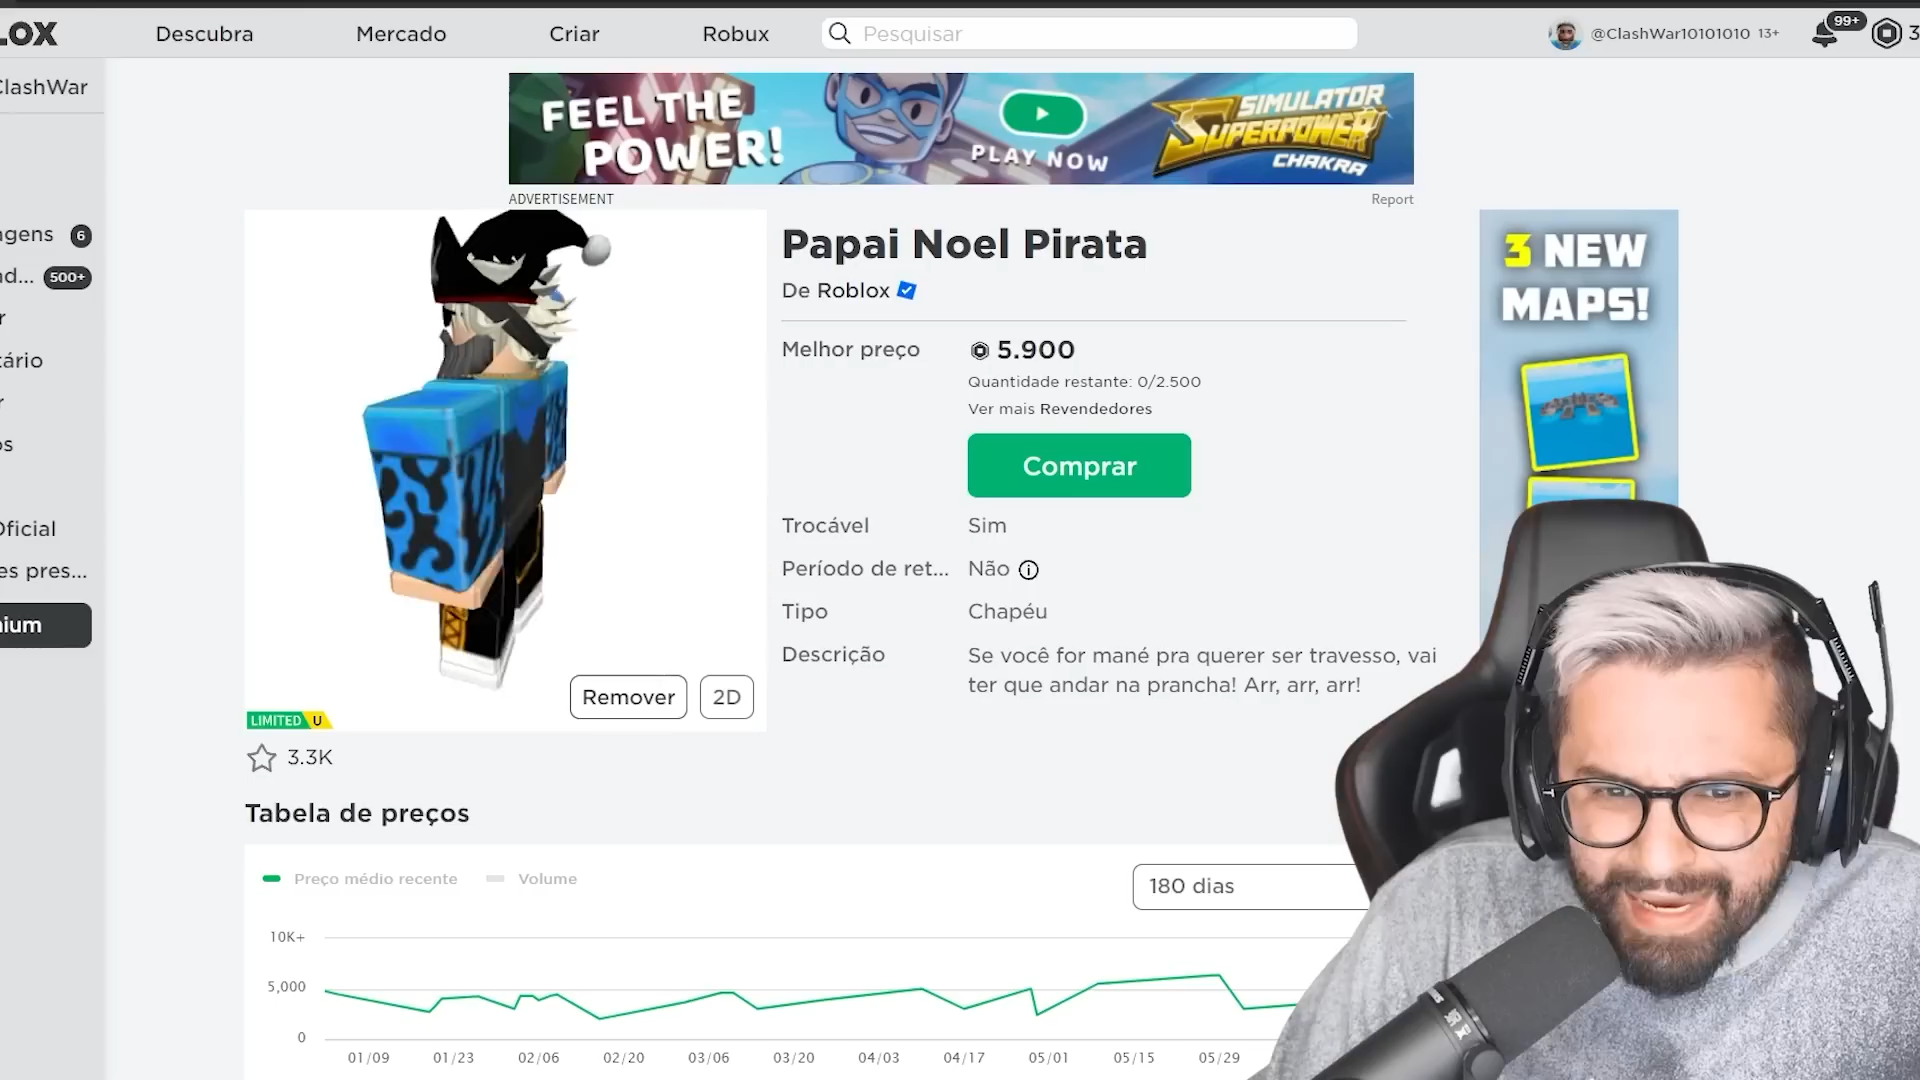 LOX
Descubra
Mercado
Criar
Robux
Pesquisar
@ClashWar10101010 13+
99+
3
ClashWar
FEEL THE
POWER!
PLAY NOW
SIMULATOR
SUPERPOWER
CHAKRA
ADVERTISEMENT
Report
gens 6
nd... 500+
r
tário
r
os
Oficial
es pres...
nium
Papai Noel Pirata
De Roblox
Melhor preço
5.900
Quantidade restante: 0/2.500
Ver mais Revendedores
Comprar
Trocável
Sim
Período de ret...
Não
Tipo
Chapéu
Descrição
Se você for mané pra querer ser travesso, vai
ter que andar na prancha! Arr, arr, arr!
3 NEW
MAPS!
Remover
2D
LIMITED U
3.3K
Tabela de preços
Preço médio recente
Volume
180 dias
10K+
5,000
0
01/09
01/23
02/06
02/20
03/06
03/20
04/03
04/17
05/01
05/15
05/29